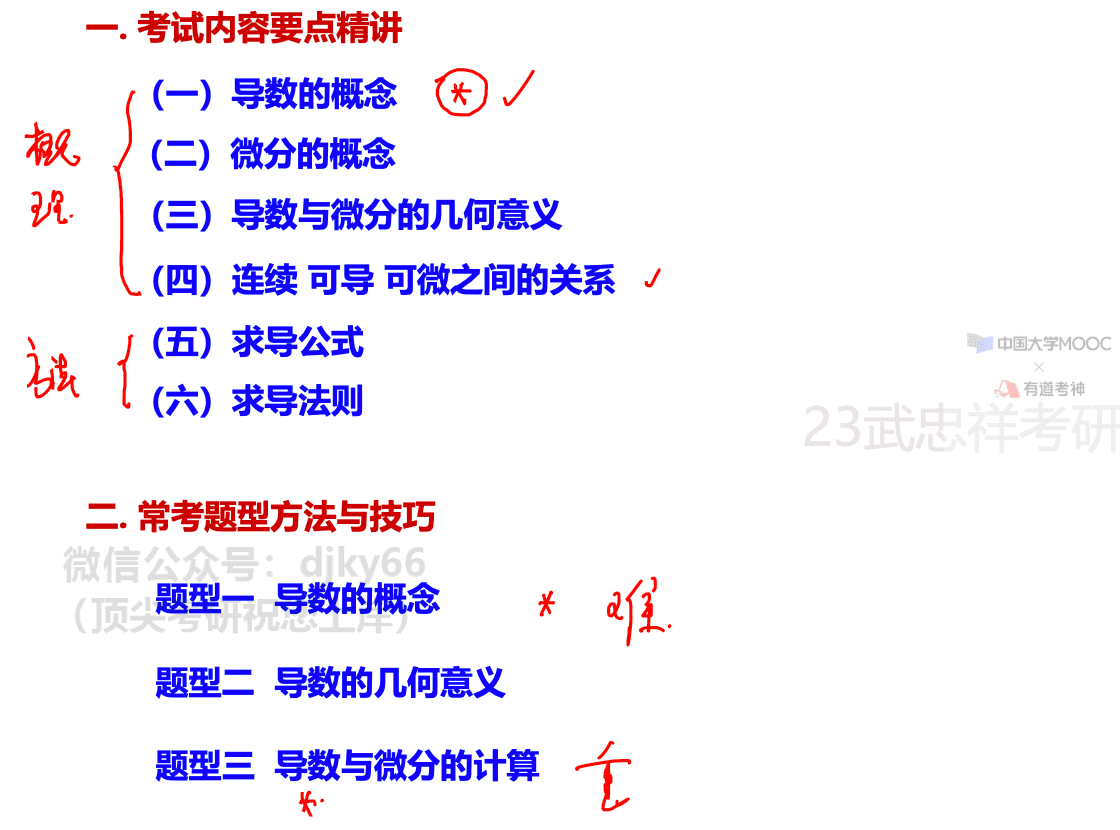 一. 考试内容要点精讲
（一）导数的概念 * ✓
（二）微分的概念
概
理
（三）导数与微分的几何意义
（四）连续 可导 可微之间的关系 ✓
（五）求导公式
方法
（六）求导法则
中国大学MOOC
×
有道考神
23武忠祥考研
二. 常考题型方法与技巧
微信公众号：djky66
题型一 导数的概念 *
（顶尖考研祝您上岸）
题型二 导数的几何意义
题型三 导数与微分的计算
*